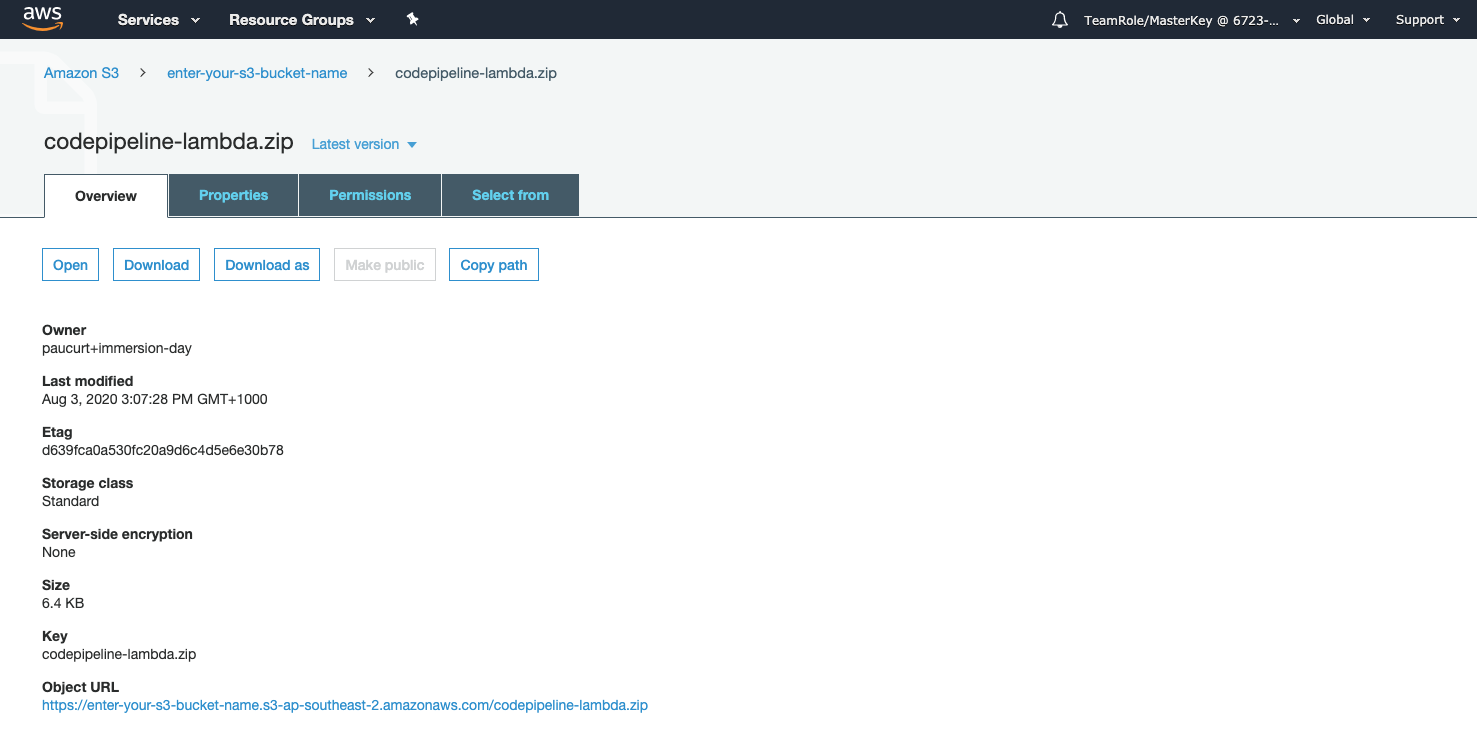 aws Services Resource Groups TeamRole/MasterKey @ 6723-... Global Support
Amazon S3 > enter-your-s3-bucket-name > codepipeline-lambda.zip
codepipeline-lambda.zip Latest version
Overview Properties Permissions Select from
Open Download Download as Make public Copy path
Owner
paucurt+immersion-day
Last modified
Aug 3, 2020 3:07:28 PM GMT+1000
Etag
d639fca0a530fc20a9d6c4d5e6e30b78
Storage class
Standard
Server-side encryption
None
Size
6.4 KB
Key
codepipeline-lambda.zip
Object URL
https://enter-your-s3-bucket-name.s3-ap-southeast-2.amazonaws.com/codepipeline-lambda.zip